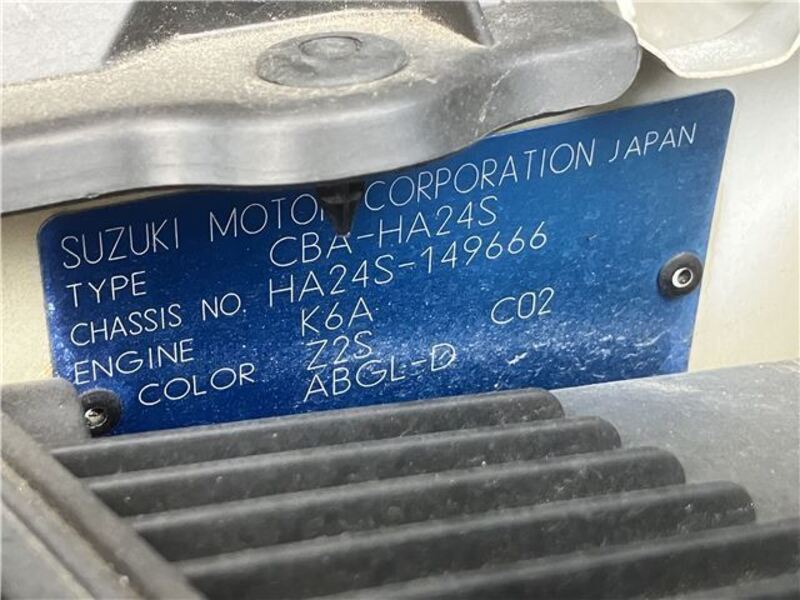 SUZUKI MOTOR CORPORATION JAPAN
TYPE CBA-HA24S
CHASSIS NO. HA24S-149666
ENGINE K6A
COLOR Z2S C02
ABGL-D